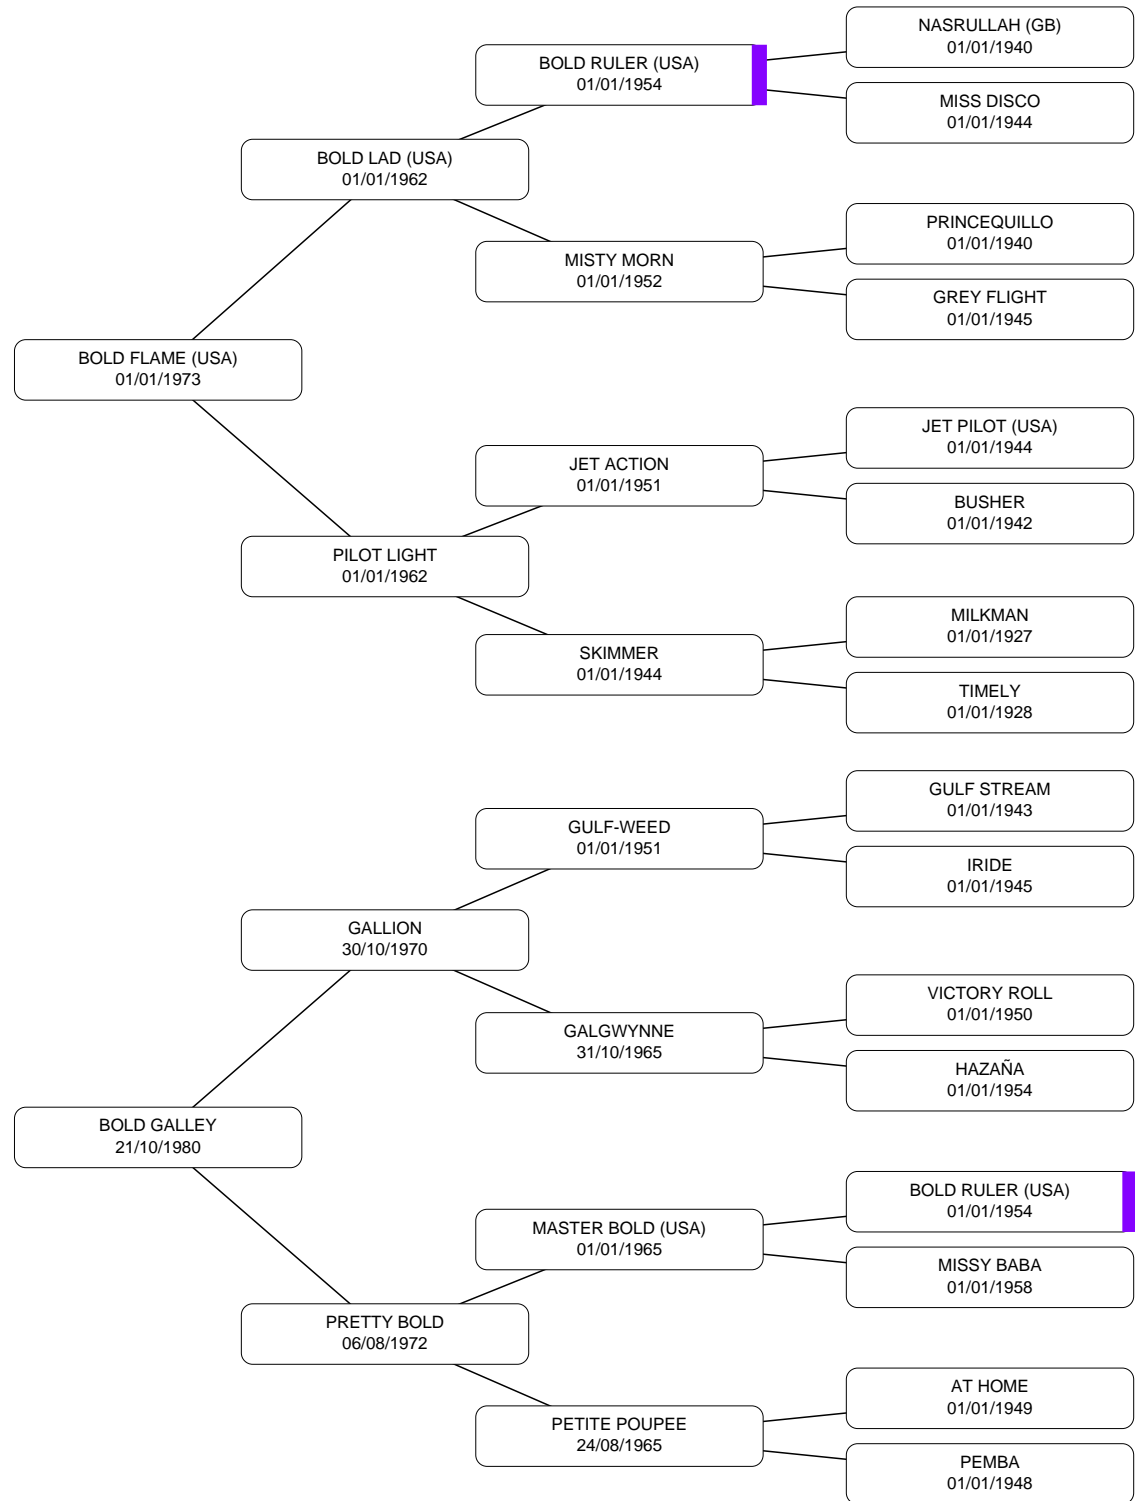 NASRULLAH (GB)
01/01/1940
BOLD RULER (USA)
01/01/1954
MISS DISCO
01/01/1944
BOLD LAD (USA)
01/01/1962
PRINCEQUILLO
01/01/1940
MISTY MORN
01/01/1952
GREY FLIGHT
01/01/1945
BOLD FLAME (USA)
01/01/1973
JET PILOT (USA)
01/01/1944
JET ACTION
01/01/1951
BUSHER
01/01/1942
PILOT LIGHT
01/01/1962
MILKMAN
01/01/1927
SKIMMER
01/01/1944
TIMELY
01/01/1928
GULF STREAM
01/01/1943
GULF-WEED
01/01/1951
IRIDE
01/01/1945
GALLION
30/10/1970
VICTORY ROLL
01/01/1950
GALGWYNNE
31/10/1965
HAZAÑA
01/01/1954
BOLD GALLEY
21/10/1980
BOLD RULER (USA)
01/01/1954
MASTER BOLD (USA)
01/01/1965
MISSY BABA
01/01/1958
PRETTY BOLD
06/08/1972
AT HOME
01/01/1949
PETITE POUPEE
24/08/1965
PEMBA
01/01/1948